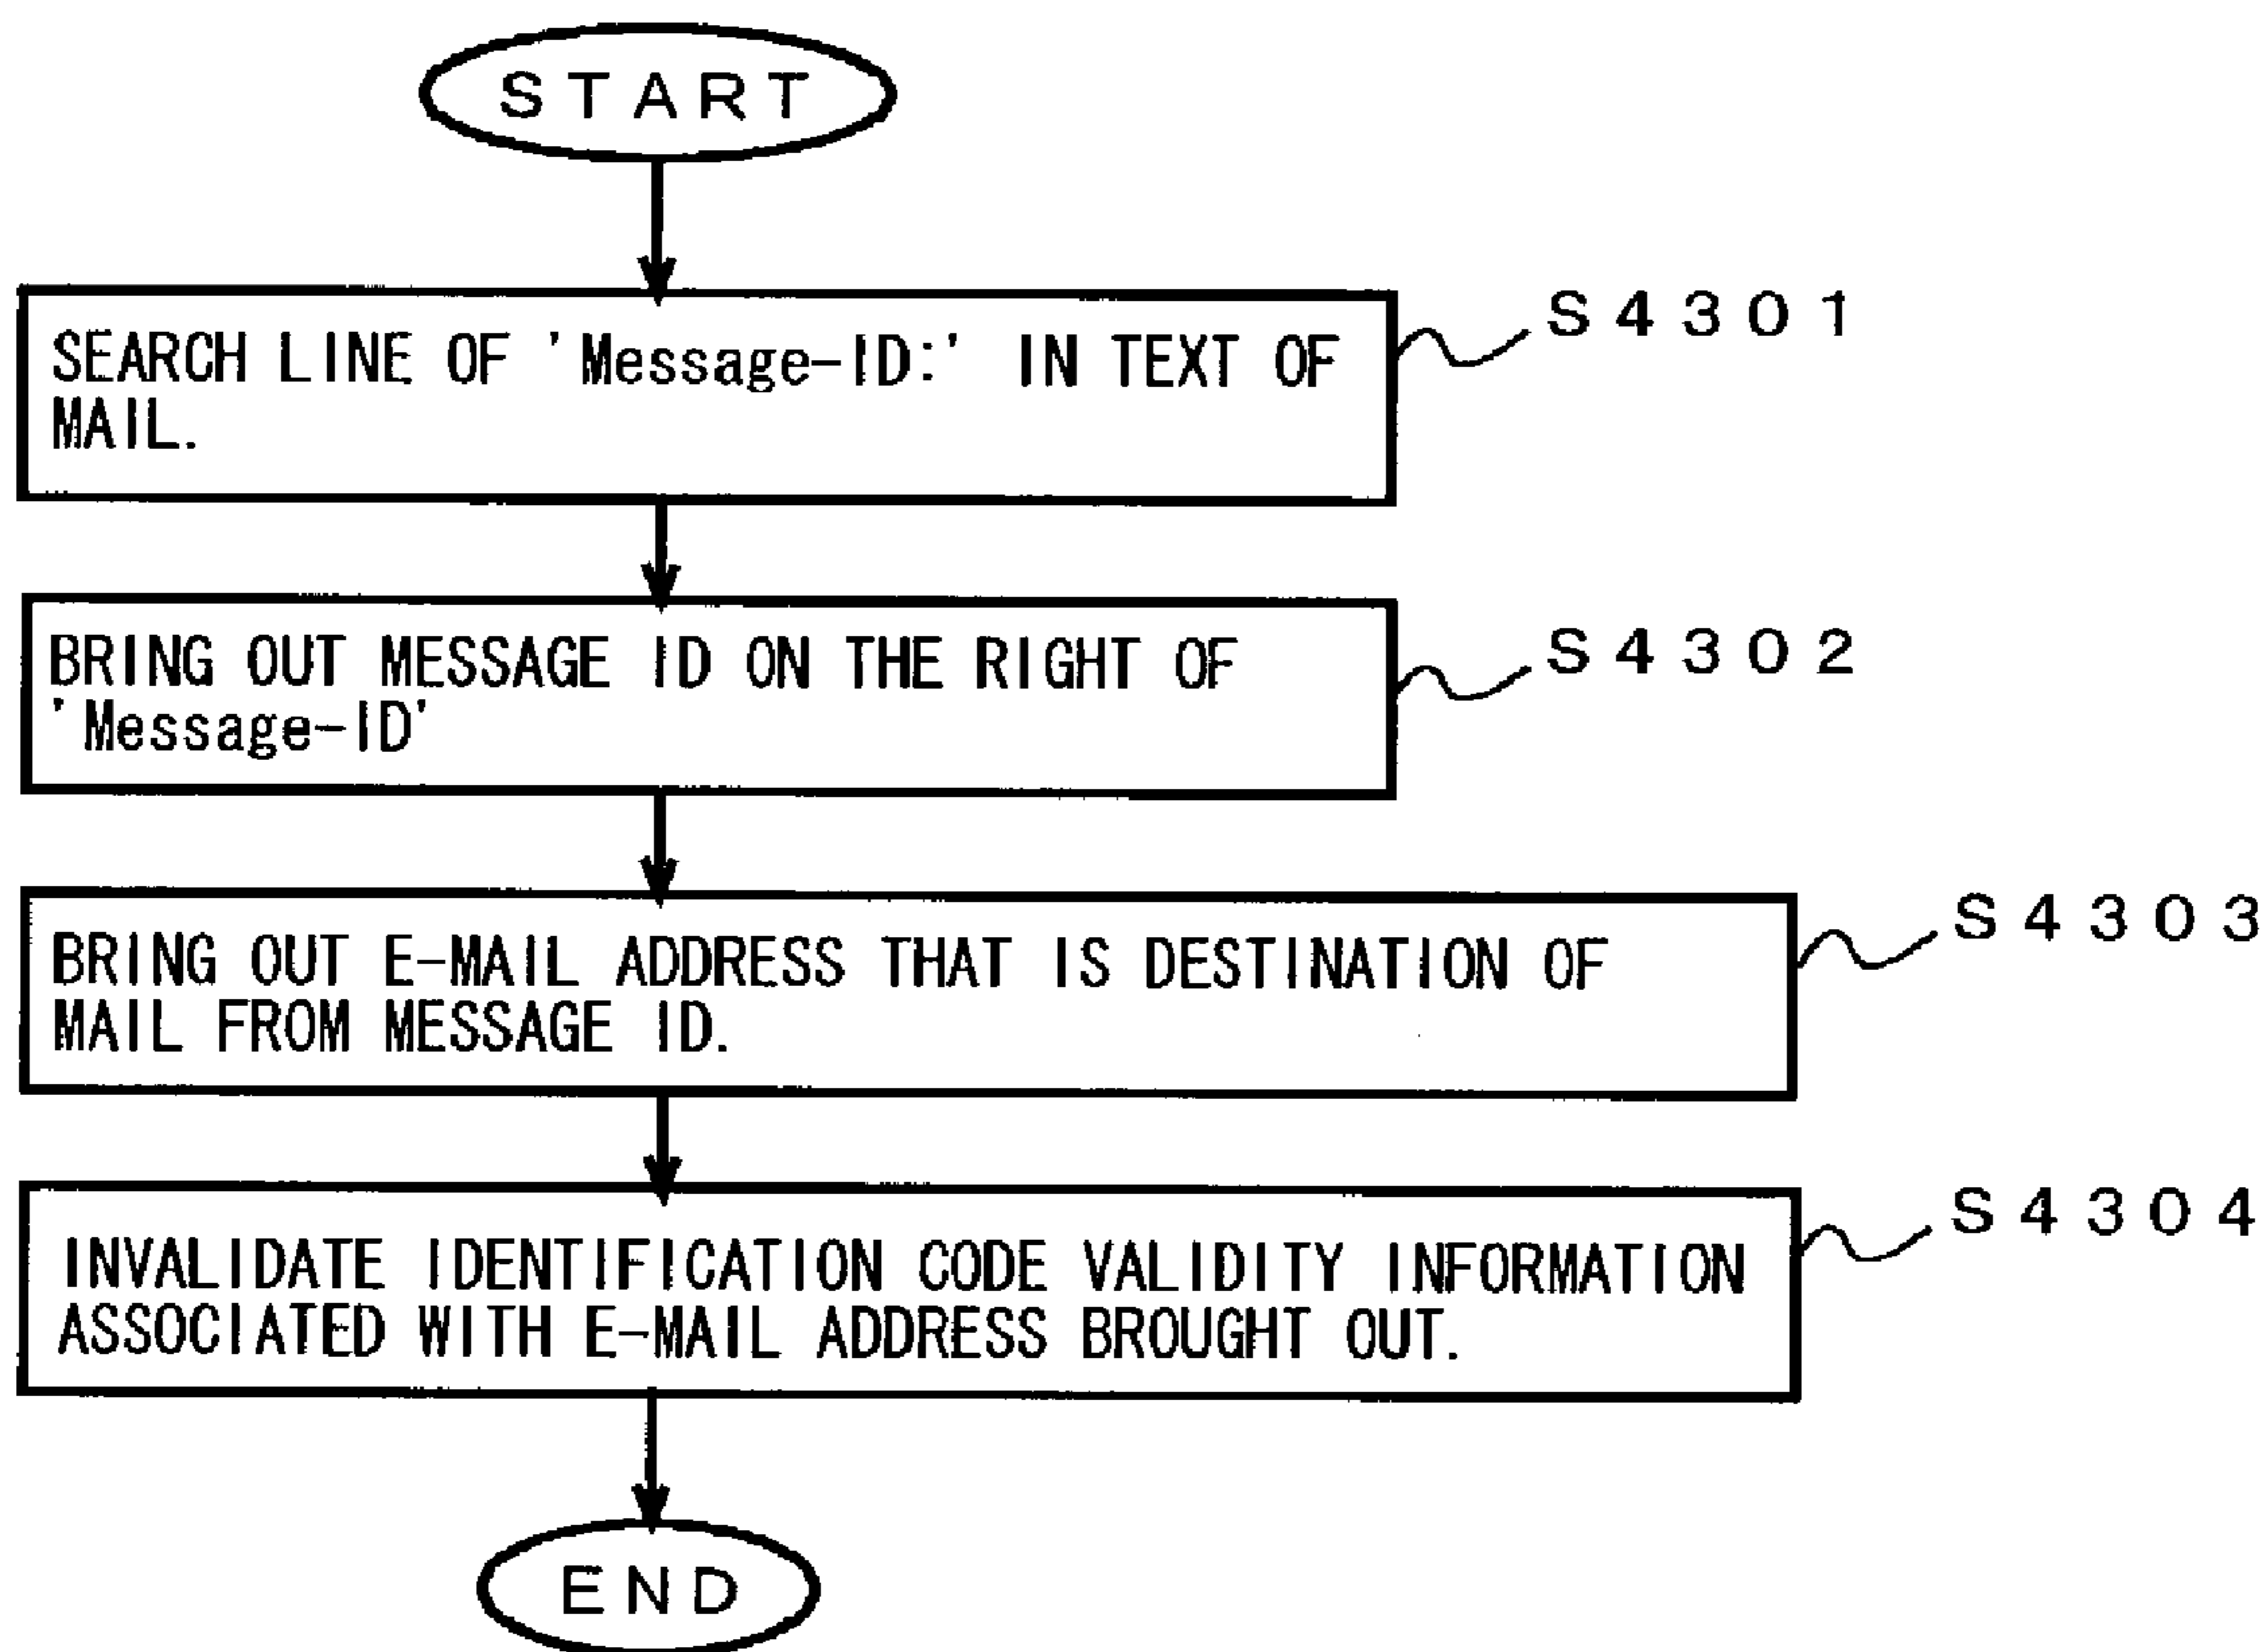 START
SEARCH LINE OF 'Message-ID:' IN TEXT OF
MAIL.
S4301
BRING OUT MESSAGE ID ON THE RIGHT OF
'Message-ID'
S4302
BRING OUT E-MAIL ADDRESS THAT IS DESTINATION OF
MAIL FROM MESSAGE ID.
S4303
INVALIDATE IDENTIFICATION CODE VALIDITY INFORMATION
ASSOCIATED WITH E-MAIL ADDRESS BROUGHT OUT.
S4304
END